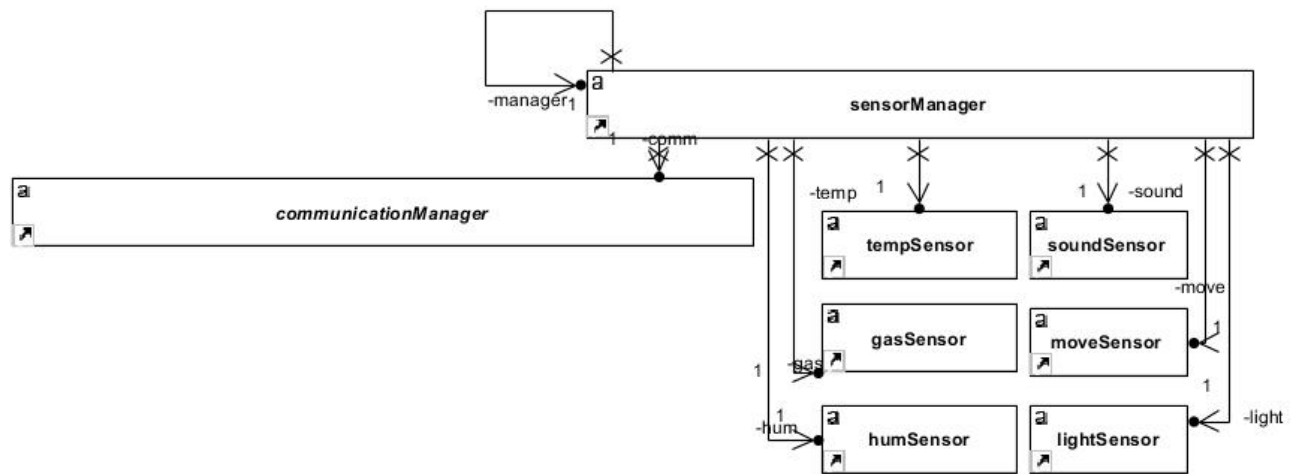 a
sensorManager
-manager
1
1
-comm
a
communicationManager
-temp
1
1
-sound
a
tempSensor
a
soundSensor
-move
a
gasSensor
a
moveSensor
1
-gas
1
1
1
-hum
a
humSensor
a
lightSensor
-light